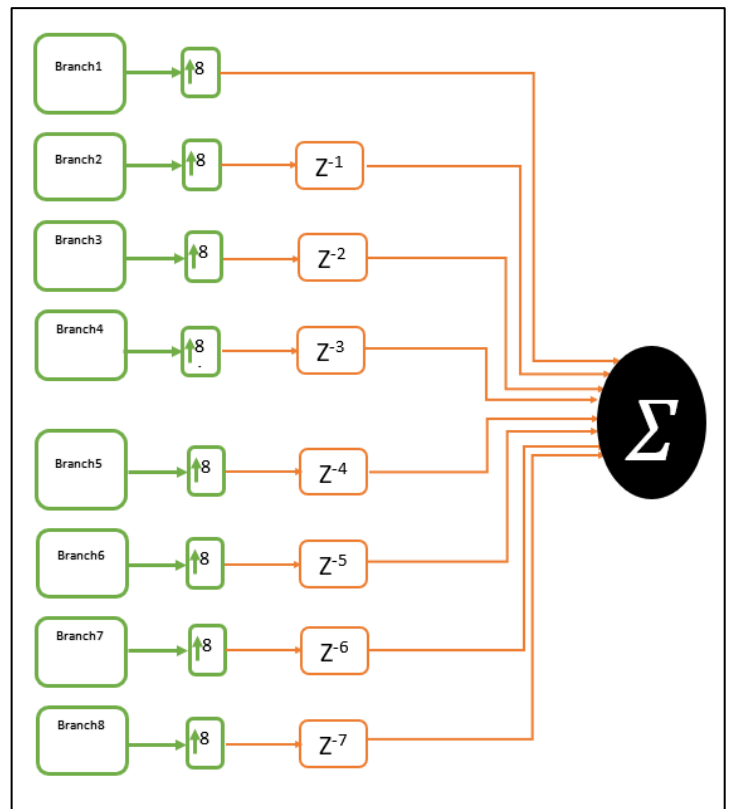 Branch1 ↑8
Branch2 ↑8 Z⁻¹
Branch3 ↑8 Z⁻²
Branch4 ↑8 Z⁻³
.
Σ
Branch5 ↑8 Z⁻⁴
Branch6 ↑8 Z⁻⁵
Branch7 ↑8 Z⁻⁶
Branch8 ↑8 Z⁻⁷